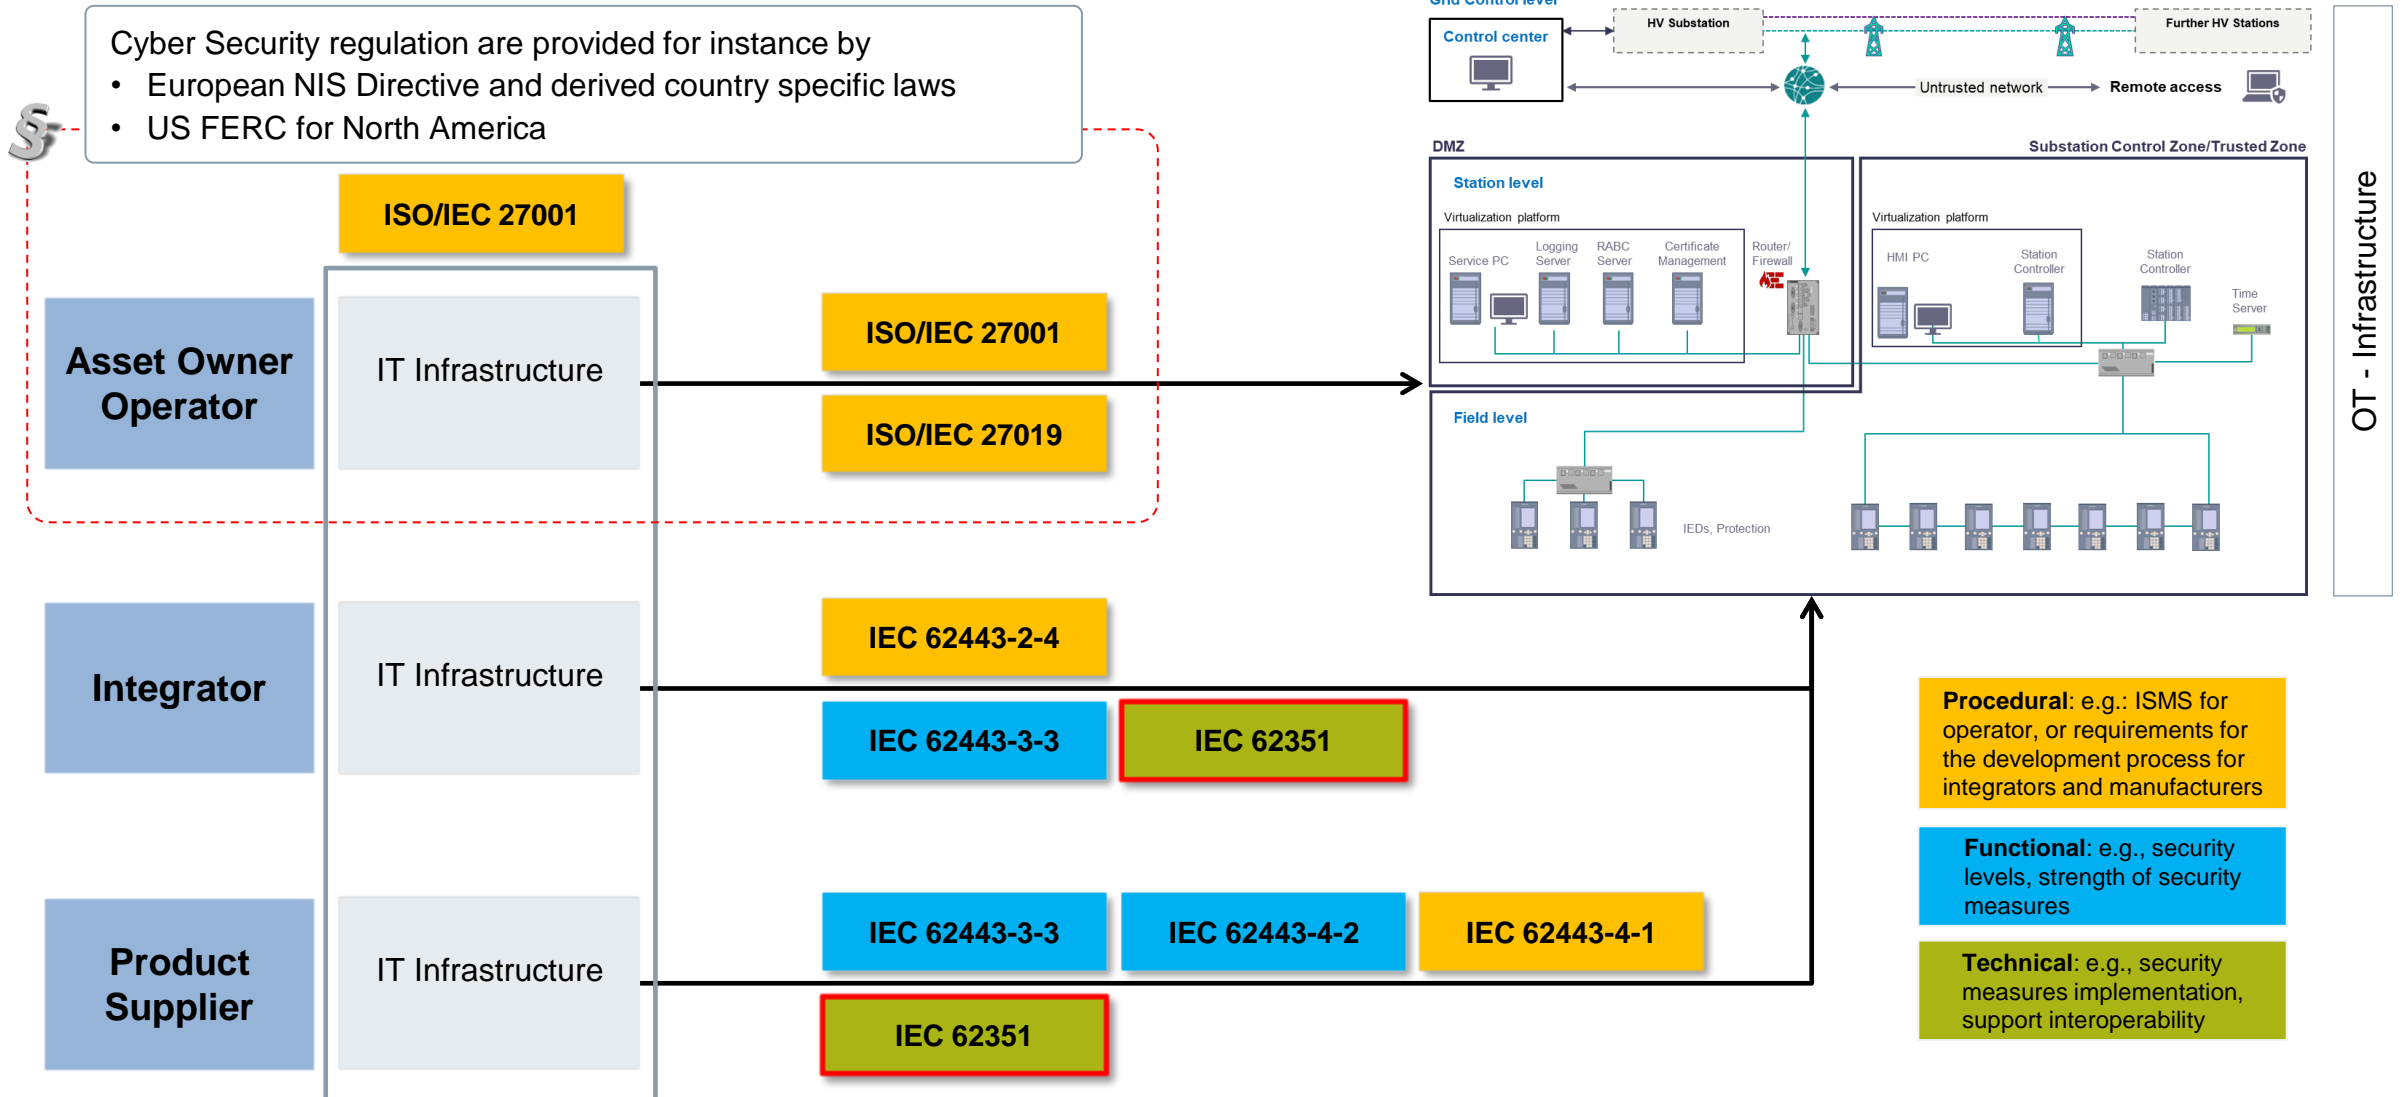 Cyber Security regulation are provided for instance by
• European NIS Directive and derived country specific laws
• US FERC for North America
§
ISO/IEC 27001
Asset Owner
Operator
IT Infrastructure
ISO/IEC 27001
ISO/IEC 27019
Integrator
IT Infrastructure
IEC 62443-2-4
IEC 62443-3-3
IEC 62351
Product
Supplier
IT Infrastructure
IEC 62443-3-3
IEC 62443-4-2
IEC 62443-4-1
IEC 62351
Grid Control level
Control center
HV Substation
Further HV Stations
Untrusted network
Remote access
DMZ
Substation Control Zone/Trusted Zone
Station level
Virtualization platform
Service PC
Logging
Server
RABC
Server
Certificate
Management
Router/
Firewall
Virtualization platform
HMI PC
Station
Controller
Station
Controller
Time
Server
Field level
IEDs, Protection
OT - Infrastructure
Procedural: e.g.: ISMS for
operator, or requirements for
the development process for
integrators and manufacturers
Functional: e.g., security
levels, strength of security
measures
Technical: e.g., security
measures implementation,
support interoperability